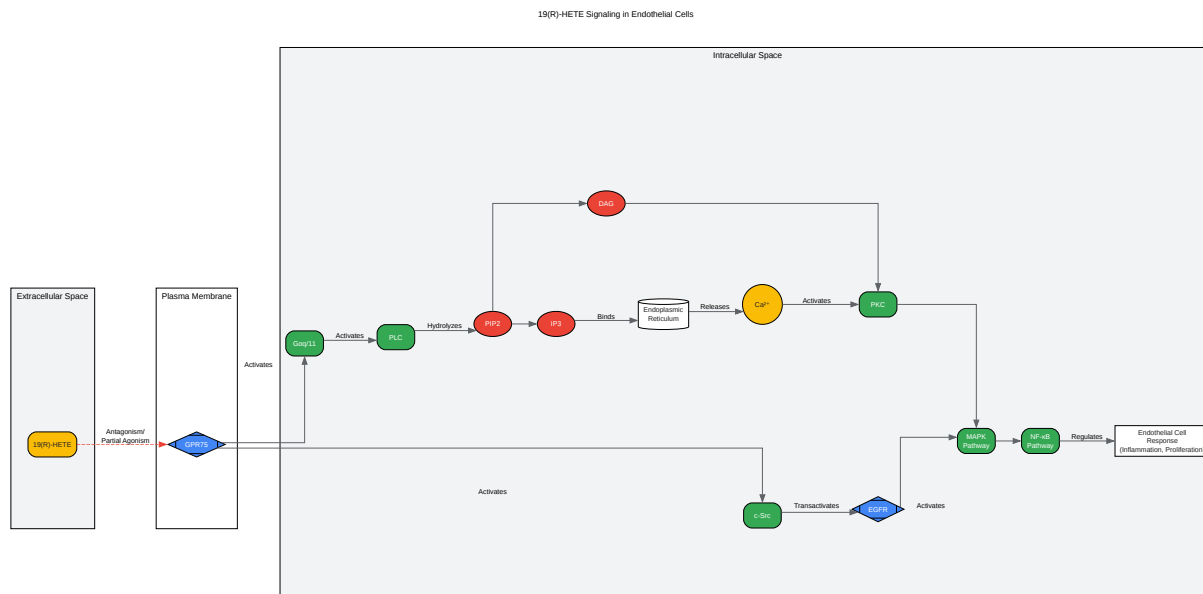 19(R)-HETE Signaling in Endothelial Cells
Intracellular Space
DAG
Extracellular Space
Plasma Membrane
Endoplasmic
Reticulum
Releases
Ca²⁺
Activates
PKC
Gαq/11
Activates
PLC
Hydrolyzes
PIP2
IP3
Binds
Activates
19(R)-HETE
Antagonism/
Partial Agonism
GPR75
MAPK
Pathway
NF-κB
Pathway
Regulates
Endothelial Cell
Response
(Inflammation, Proliferation
Activates
c-Src
Transactivates
EGFR
Activates